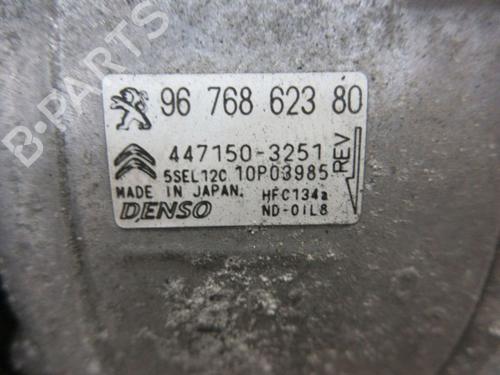 B-PARTS
96 768 623 80
447150-3251
5SEL12C 10P03985
REV
MADE IN JAPAN. HFC134a
DENSO ND-OIL8